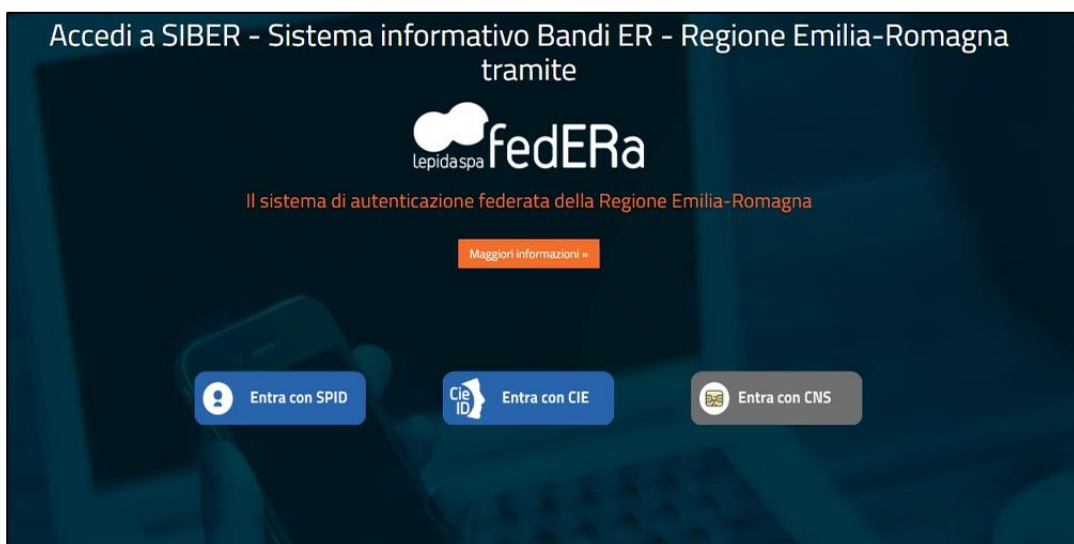 Accedi a SIBER - Sistema informativo Bandi ER - Regione Emilia-Romagna
tramite
Lepidaspa fedERa
Il sistema di autenticazione federata della Regione Emilia-Romagna
Maggiori informazioni »
Entra con SPID
Cie ID Entra con CIE
Entra con CNS